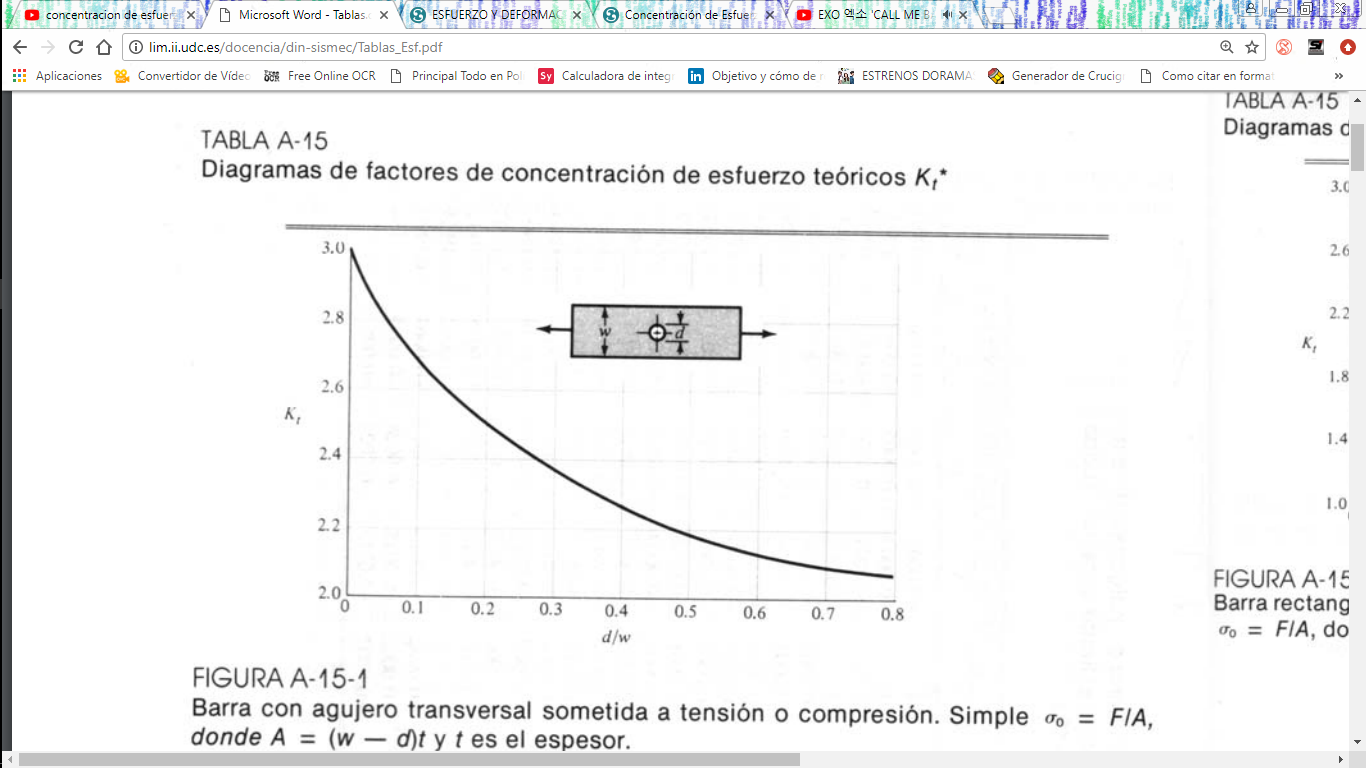 concentracion de esfuer
Microsoft Word - Tablas.
ESFUERZO Y DEFORMAC
Concentración de Esfue
EXO 엑소 'CALL ME B
lim.ii.udc.es/docencia/din-sismec/Tablas_Esf.pdf
Aplicaciones
Convertidor de Vídeo
Free Online OCR
Principal Todo en Pol
Sy Calculadora de integ
in Objetivo y cómo de r
ESTRENOS DORAMA
Generador de Crucig
Como citar en format
»
TABLA A-15
Diagramas de factores de concentración de esfuerzo teóricos Kt*
3.0
2.8
2.6
Kt
2.4
2.2
2.0
w
d
0 0.1 0.2 0.3 0.4 0.5 0.6 0.7 0.8
d/w
FIGURA A-15-1
Barra con agujero transversal sometida a tensión o compresión. Simple σ0 = F/A,
donde A = (w — d)t y t es el espesor.
TABLA A-15
Diagramas d
3.0
2.6
2.2
Kt
1.8
1.4
1.0
FIGURA A-15
Barra rectang
σ0 = F/A, do